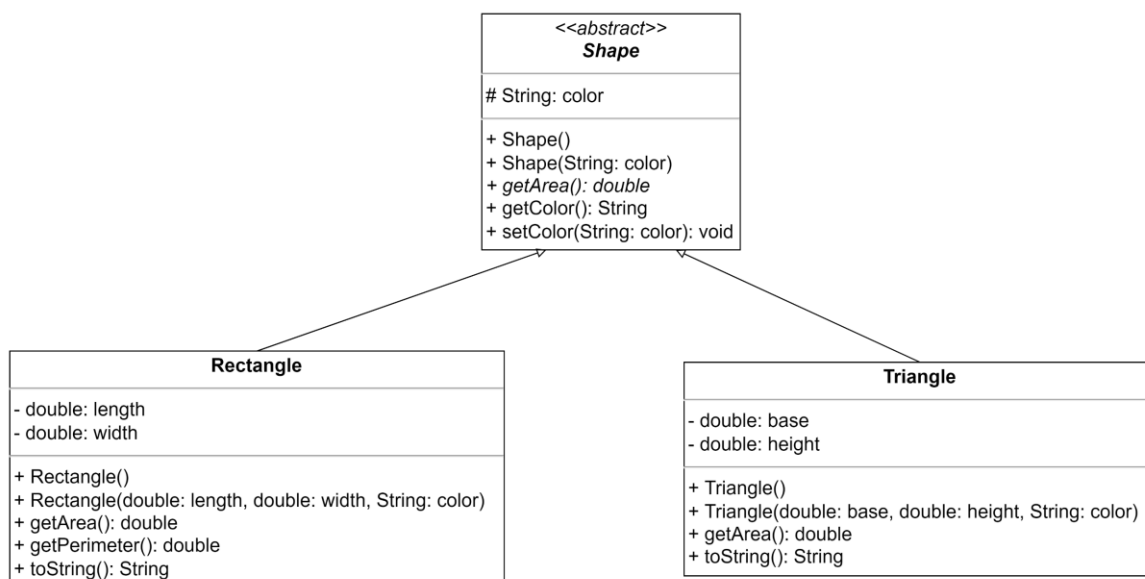 <<abstract>>
Shape
# String: color
+ Shape()
+ Shape(String: color)
+ getArea(): double
+ getColor(): String
+ setColor(String: color): void
Rectangle
- double: length
- double: width
+ Rectangle()
+ Rectangle(double: length, double: width, String: color)
+ getArea(): double
+ getPerimeter(): double
+ toString(): String
Triangle
- double: base
- double: height
+ Triangle()
+ Triangle(double: base, double: height, String: color)
+ getArea(): double
+ toString(): String